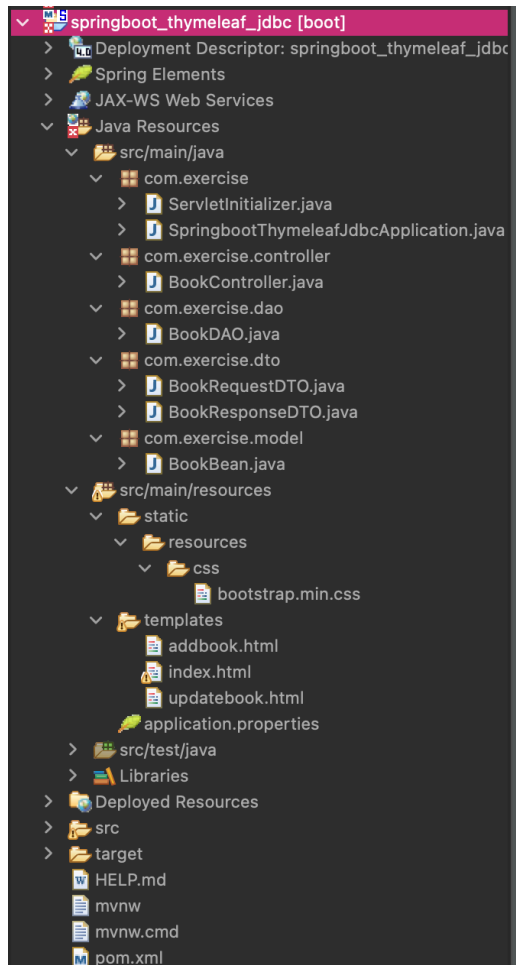 springboot_thymeleaf_jdbc [boot]
Deployment Descriptor: springboot_thymeleaf_jdbc
Spring Elements
JAX-WS Web Services
Java Resources
src/main/java
com.exercise
ServletInitializer.java
SpringbootThymeleafJdbcApplication.java
com.exercise.controller
BookController.java
com.exercise.dao
BookDAO.java
com.exercise.dto
BookRequestDTO.java
BookResponseDTO.java
com.exercise.model
BookBean.java
src/main/resources
static
resources
css
bootstrap.min.css
templates
addbook.html
index.html
updatebook.html
application.properties
src/test/java
Libraries
Deployed Resources
src
target
HELP.md
mvnw
mvnw.cmd
pom.xml